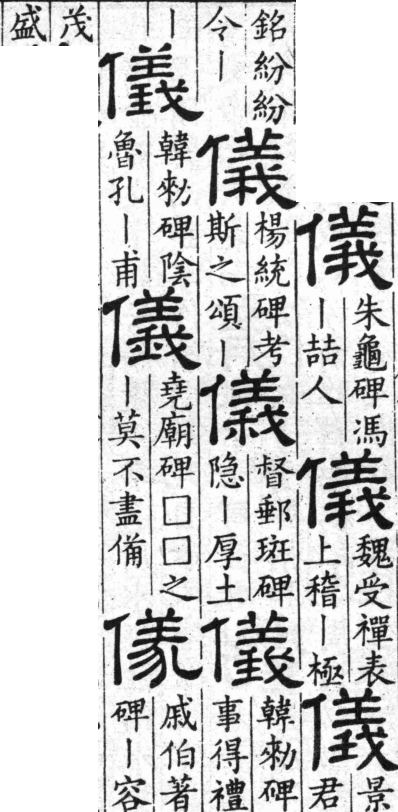 儀
朱龜碑馮
丨喆人
儀
魏受禪表
上稽丨極
儀
景
君
銘紛紛
令丨
儀
楊統碑考
斯之頌丨
儀
督郵斑碑
隐丨厚土
儀
韓勑碑
事得禮
丨
儀
韓勑碑陰
魯孔丨甫
儀
堯廟碑□□之
丨莫不盡備
儀
戚伯著
碑丨容
茂
盛